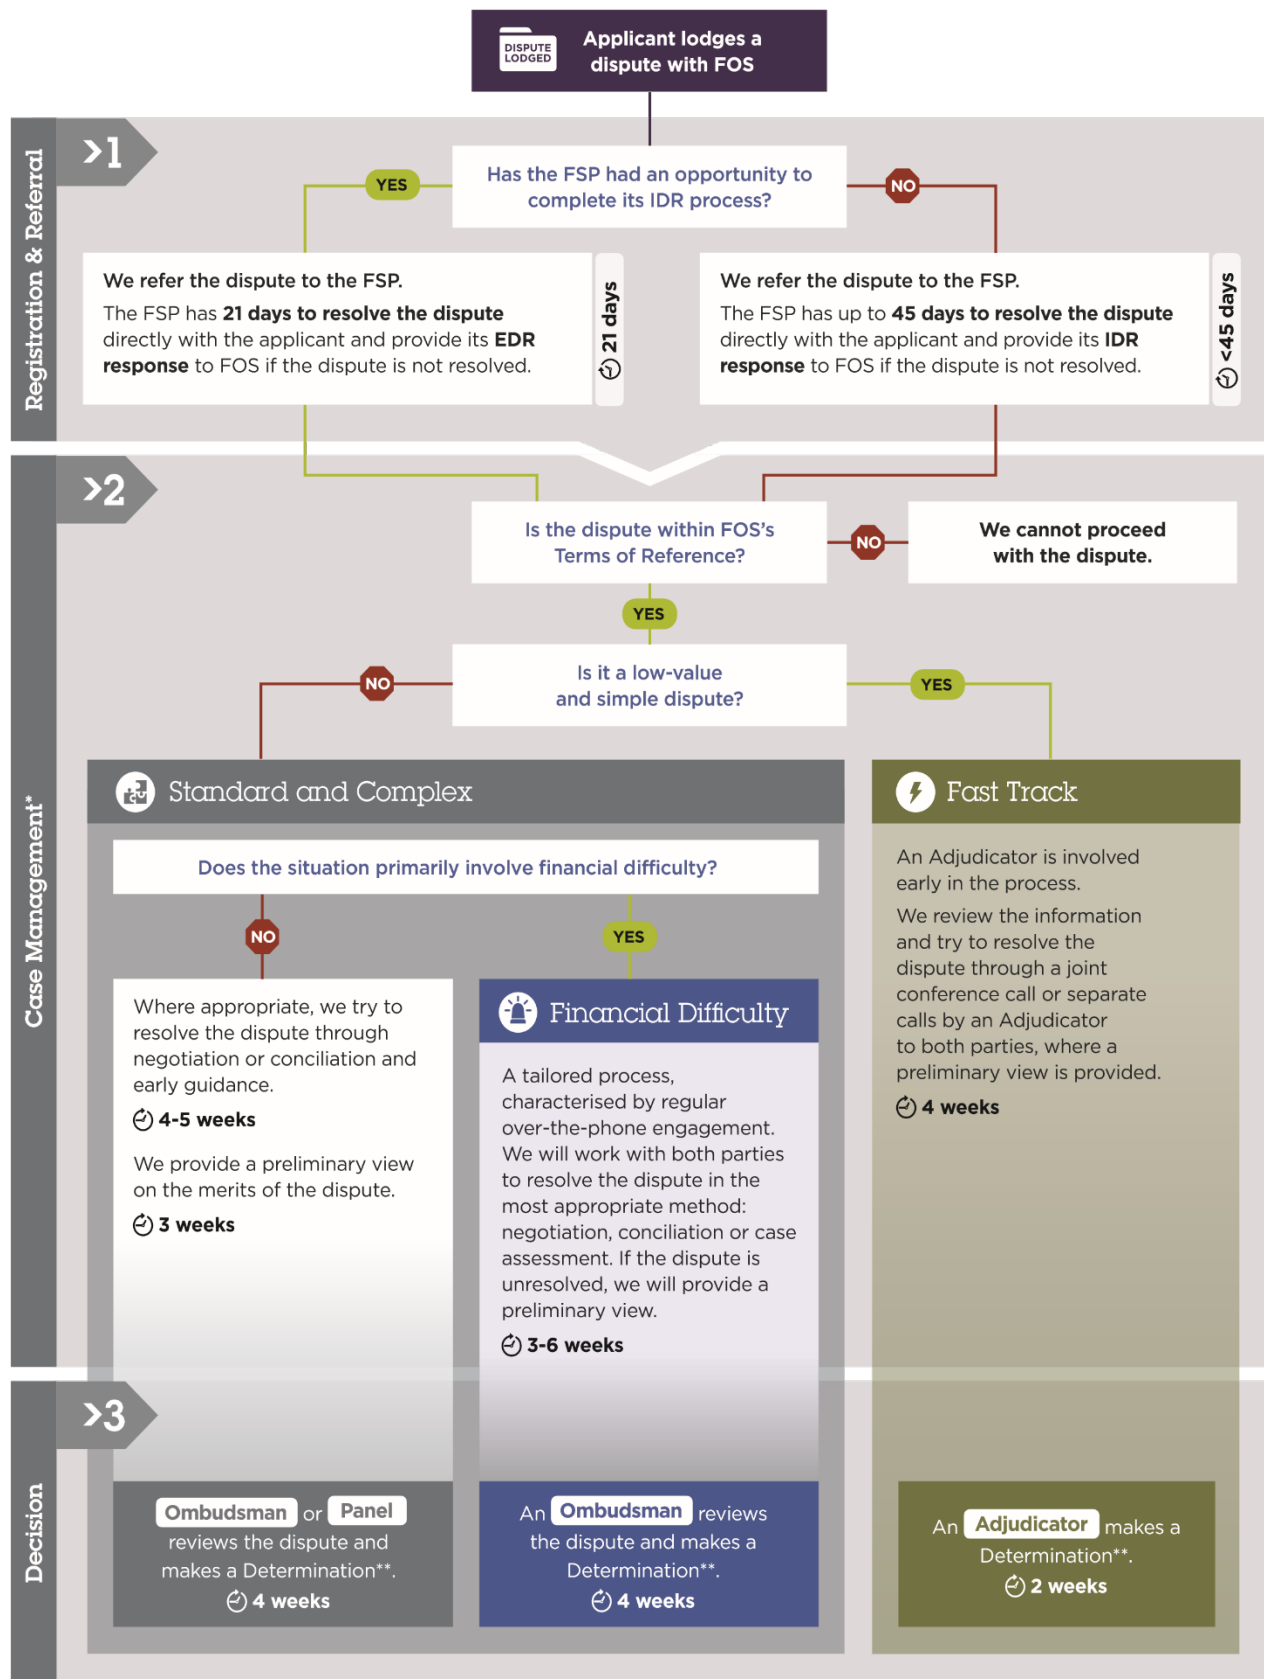 DISPUTE
LODGED
Applicant lodges a
dispute with FOS
Registration & Referral
>1
Has the FSP had an opportunity to
complete its IDR process?
YES
NO
We refer the dispute to the FSP.
The FSP has 21 days to resolve the dispute
directly with the applicant and provide its EDR
response to FOS if the dispute is not resolved.
21 days
We refer the dispute to the FSP.
The FSP has up to 45 days to resolve the dispute
directly with the applicant and provide its IDR
response to FOS if the dispute is not resolved.
<45 days
Case Management*
>2
Is the dispute within FOS's
Terms of Reference?
NO
We cannot proceed
with the dispute.
YES
Is it a low-value
and simple dispute?
NO
YES
Standard and Complex
Does the situation primarily involve financial difficulty?
NO
YES
Where appropriate, we try to
resolve the dispute through
negotiation or conciliation and
early guidance.
4-5 weeks
We provide a preliminary view
on the merits of the dispute.
3 weeks
Financial Difficulty
A tailored process,
characterised by regular
over-the-phone engagement.
We will work with both parties
to resolve the dispute in the
most appropriate method:
negotiation, conciliation or case
assessment. If the dispute is
unresolved, we will provide a
preliminary view.
3-6 weeks
Fast Track
An Adjudicator is involved
early in the process.
We review the information
and try to resolve the
dispute through a joint
conference call or separate
calls by an Adjudicator
to both parties, where a
preliminary view is provided.
4 weeks
Decision
>3
Ombudsman or Panel
reviews the dispute and
makes a Determination**.
4 weeks
An Ombudsman reviews
the dispute and makes a
Determination**.
4 weeks
An Adjudicator makes a
Determination**.
2 weeks